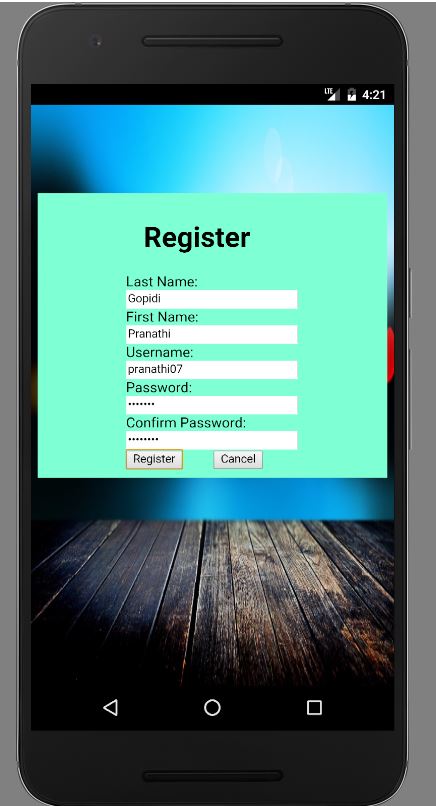 LTE 4:21
Register
Last Name:
Gopidi
First Name:
Pranathi
Username:
pranathi07
Password:
•••••••
Confirm Password:
••••••••
Register Cancel